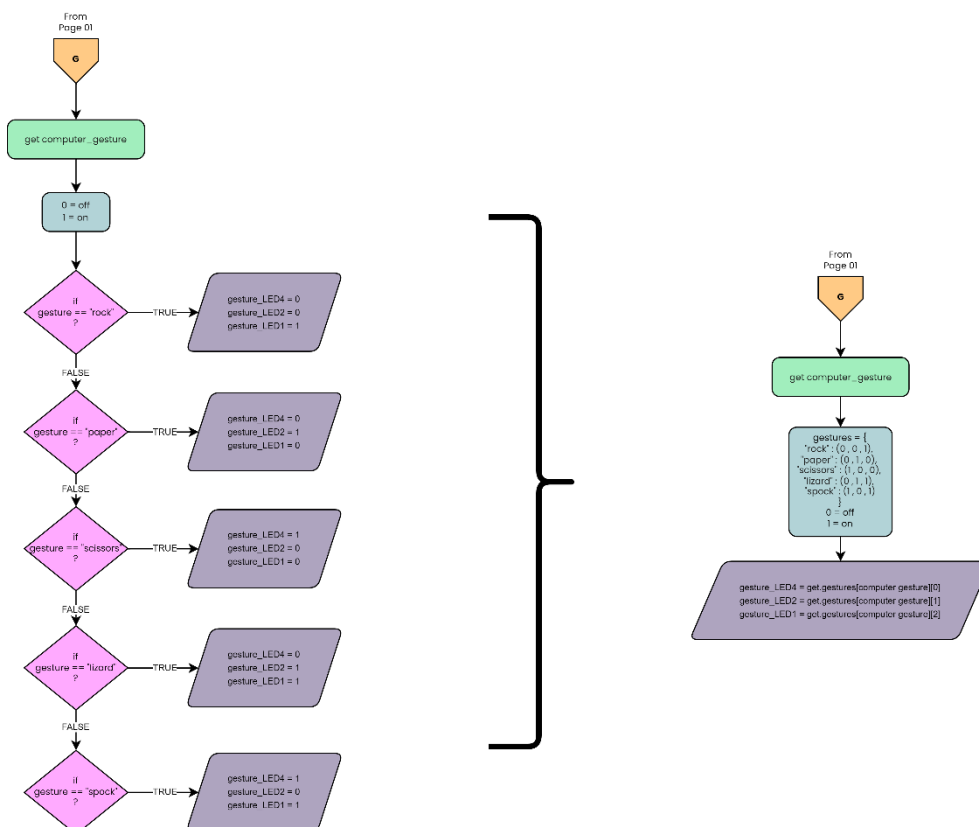 From
Page 01
G
get computer_gesture
0 = off
1 = on
if
gesture == "rock"
?
TRUE
gesture_LED4 = 0
gesture_LED2 = 0
gesture_LED1 = 1
FALSE
if
gesture == "paper"
?
TRUE
gesture_LED4 = 0
gesture_LED2 = 1
gesture_LED1 = 0
FALSE
if
gesture == "scissors"
?
TRUE
gesture_LED4 = 1
gesture_LED2 = 0
gesture_LED1 = 0
FALSE
if
gesture == "lizard"
?
TRUE
gesture_LED4 = 0
gesture_LED2 = 1
gesture_LED1 = 1
FALSE
if
gesture == "spock"
?
TRUE
gesture_LED4 = 1
gesture_LED2 = 0
gesture_LED1 = 1
From
Page 01
G
get computer_gesture
gestures = {
"rock" : (0 , 0 , 1),
"paper" : (0 , 1 , 0),
"scissors" : (1 , 0 , 0),
"lizard" : (0 , 1 , 1),
"spock" : (1 , 0 , 1)
}
0 = off
1 = on
gesture_LED4 = get.gestures[computer gesture][0]
gesture_LED2 = get.gestures[computer gesture][1]
gesture_LED1 = get.gestures[computer gesture][2]